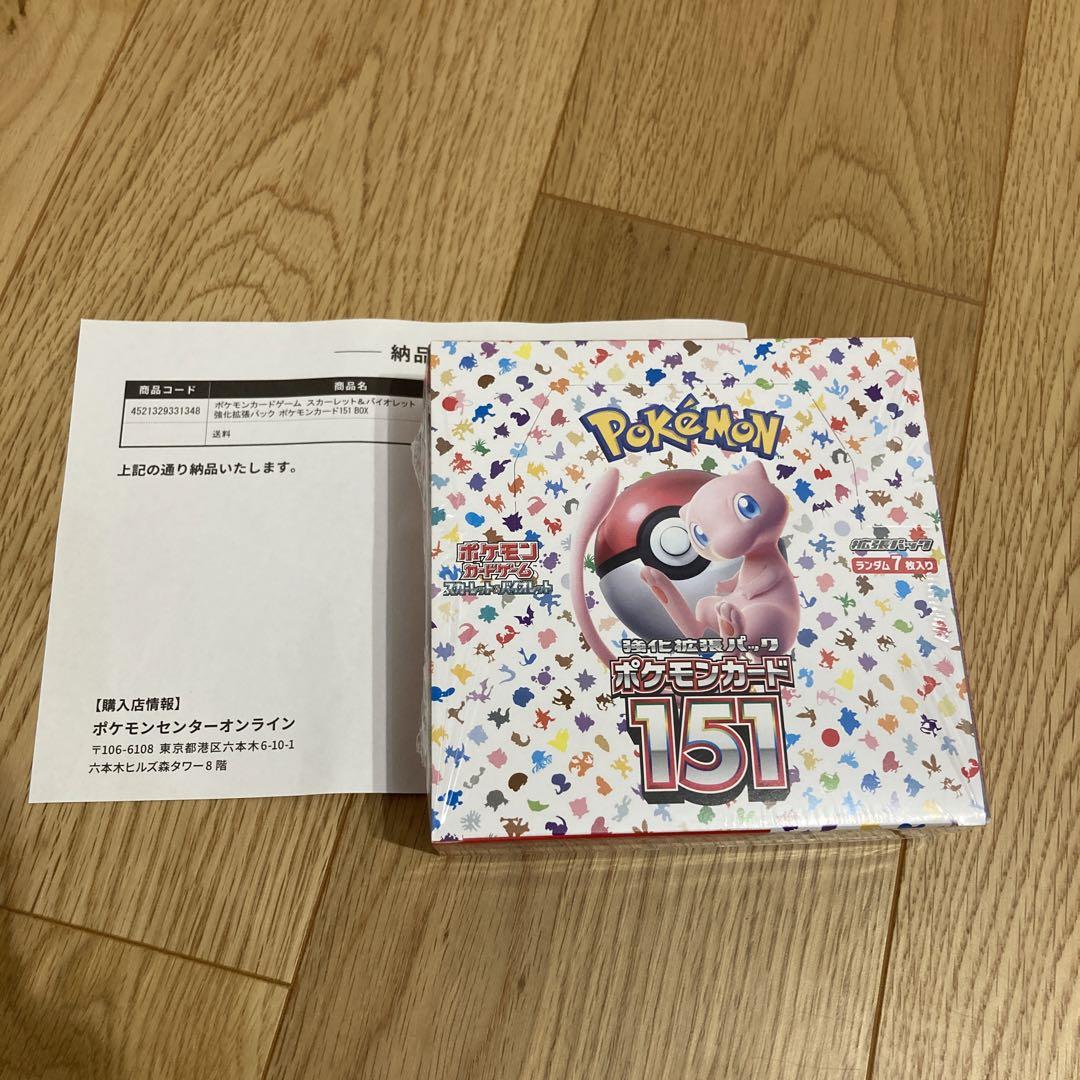 納品
商品コード 商品名
4521329331348 ポケモンカードゲーム スカーレット&バイオレット
強化拡張パック ポケモンカード151 BOX
送料
上記の通り納品いたします。
【購入店情報】
ポケモンセンターオンライン
〒106-6108 東京都港区六本木6-10-1
六本木ヒルズ森タワー8階
POKéMON
ポケモン
カードゲーム
スカーレット&バイオレット
拡張パック
ランダム7枚入り
強化拡張パック
ポケモンカード
151